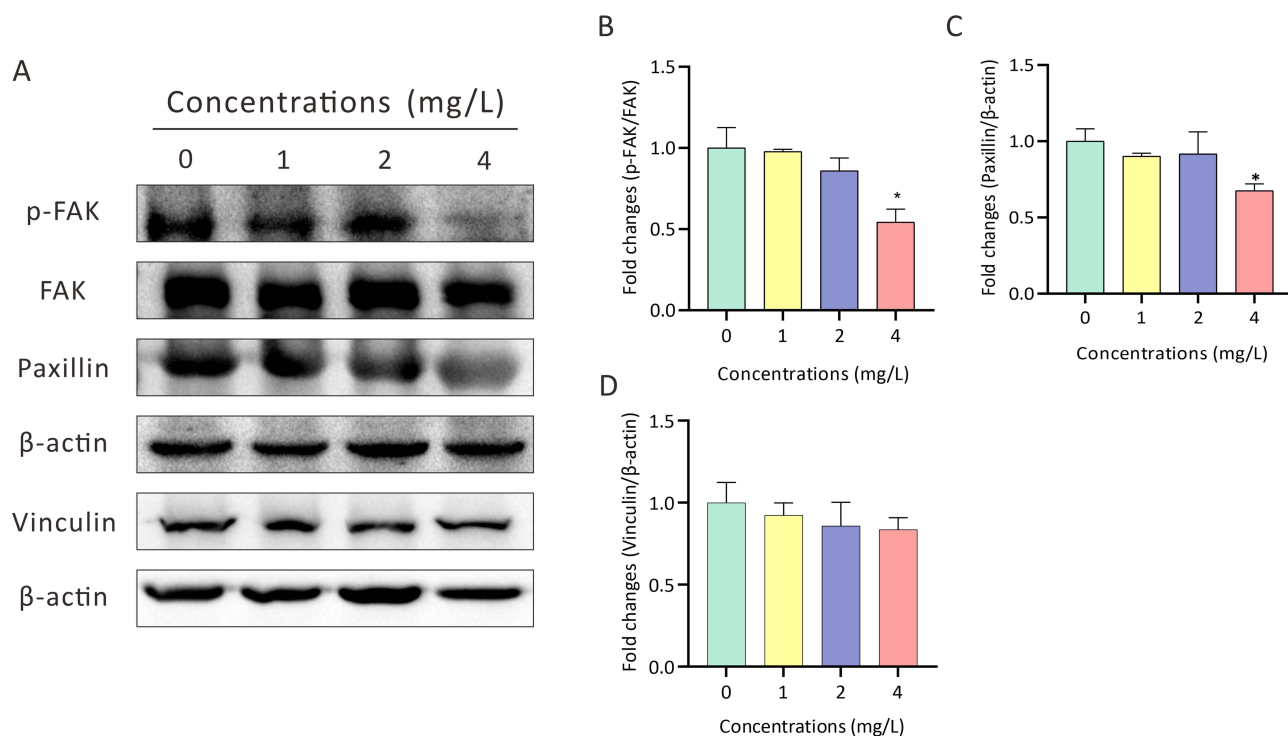 A
Concentrations (mg/L)
0 1 2 4
p-FAK
FAK
Paxillin
β-actin
Vinculin
β-actin
B
Fold changes (p-FAK/FAK)
1.5
1.0
0.5
0.0
*
0 1 2 4
Concentrations (mg/L)
C
Fold changes (Paxillin/β-actin)
1.5
1.0
0.5
0.0
*
0 1 2 4
Concentrations (mg/L)
D
Fold changes (Vinculin/β-actin)
1.5
1.0
0.5
0.0
0 1 2 4
Concentrations (mg/L)